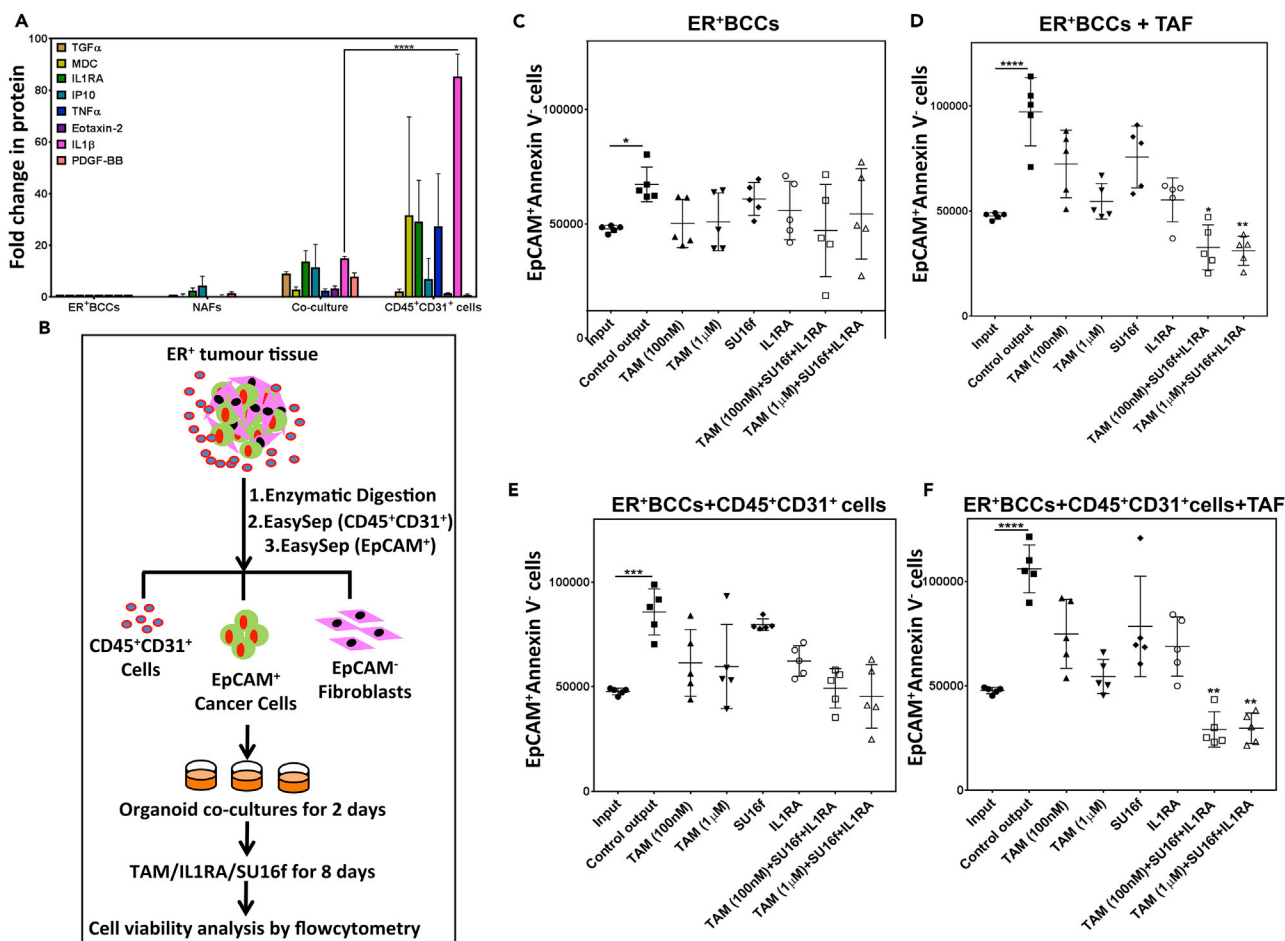 A
Fold change in protein
100
80
60
40
20
0
TGFα
MDC
IL1RA
IP10
TNFα
Eotaxin-2
IL1β
PDGF-BB
****
ER⁺BCCs
NAFs
Co-culture
CD45⁺CD31⁺ cells
B
ER⁺ tumour tissue
1.Enzymatic Digestion
2.EasySep (CD45⁺CD31⁺)
3.EasySep (EpCAM⁺)
CD45⁺CD31⁺
Cells
EpCAM⁺
Cancer Cells
EpCAM⁻
Fibroblasts
Organoid co-cultures for 2 days
TAM/IL1RA/SU16f for 8 days
Cell viability analysis by flowcytometry
C
ER⁺BCCs
EpCAM⁺Annexin V⁻ cells
100000
50000
0
*
Input
Control output
TAM (100nM)
TAM (1μM)
SU16f
IL1RA
TAM (100nM)+SU16f+IL1RA
TAM (1μM)+SU16f+IL1RA
D
ER⁺BCCs + TAF
EpCAM⁺Annexin V⁻ cells
100000
50000
0
****
*
**
Input
Control output
TAM (100nM)
TAM (1μM)
SU16f
IL1RA
TAM (100nM)+SU16f+IL1RA
TAM (1μM)+SU16f+IL1RA
E
ER⁺BCCs+CD45⁺CD31⁺ cells
EpCAM⁺Annexin V⁻ cells
100000
50000
0
***
Input
Control output
TAM (100nM)
TAM (1μM)
SU16f
IL1RA
TAM (100nM)+SU16f+IL1RA
TAM (1μM)+SU16f+IL1RA
F
ER⁺BCCs+CD45⁺CD31⁺cells+TAF
EpCAM⁺Annexin V⁻ cells
100000
50000
0
****
**
**
Input
Control output
TAM (100nM)
TAM (1μM)
SU16f
IL1RA
TAM (100nM)+SU16f+IL1RA
TAM (1μM)+SU16f+IL1RA